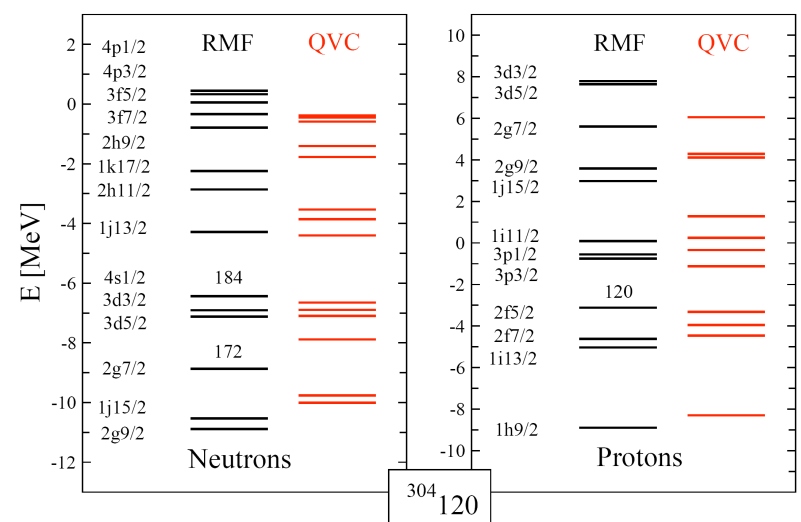 E [MeV]
2
0
-2
-4
-6
-8
-10
-12
4p1/2
4p3/2
3f5/2
3f7/2
2h9/2
1k17/2
2h11/2
1j13/2
4s1/2
3d3/2
3d5/2
2g7/2
1j15/2
2g9/2
RMF
QVC
184
172
Neutrons
10
8
6
4
2
0
-2
-4
-6
-8
-10
3d3/2
3d5/2
2g7/2
2g9/2
1j15/2
1i11/2
3p1/2
3p3/2
2f5/2
2f7/2
1i13/2
1h9/2
RMF
QVC
120
Protons
304120